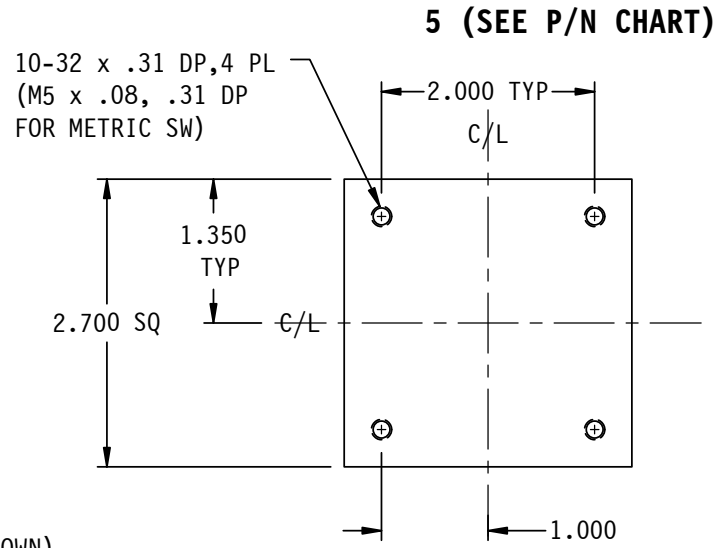 5 (SEE P/N CHART)
10-32 x .31 DP,4 PL
(M5 x .08, .31 DP
FOR METRIC SW)
2.000 TYP
C/L
1.350
TYP
2.700 SQ
C/L
1.000
OWN)